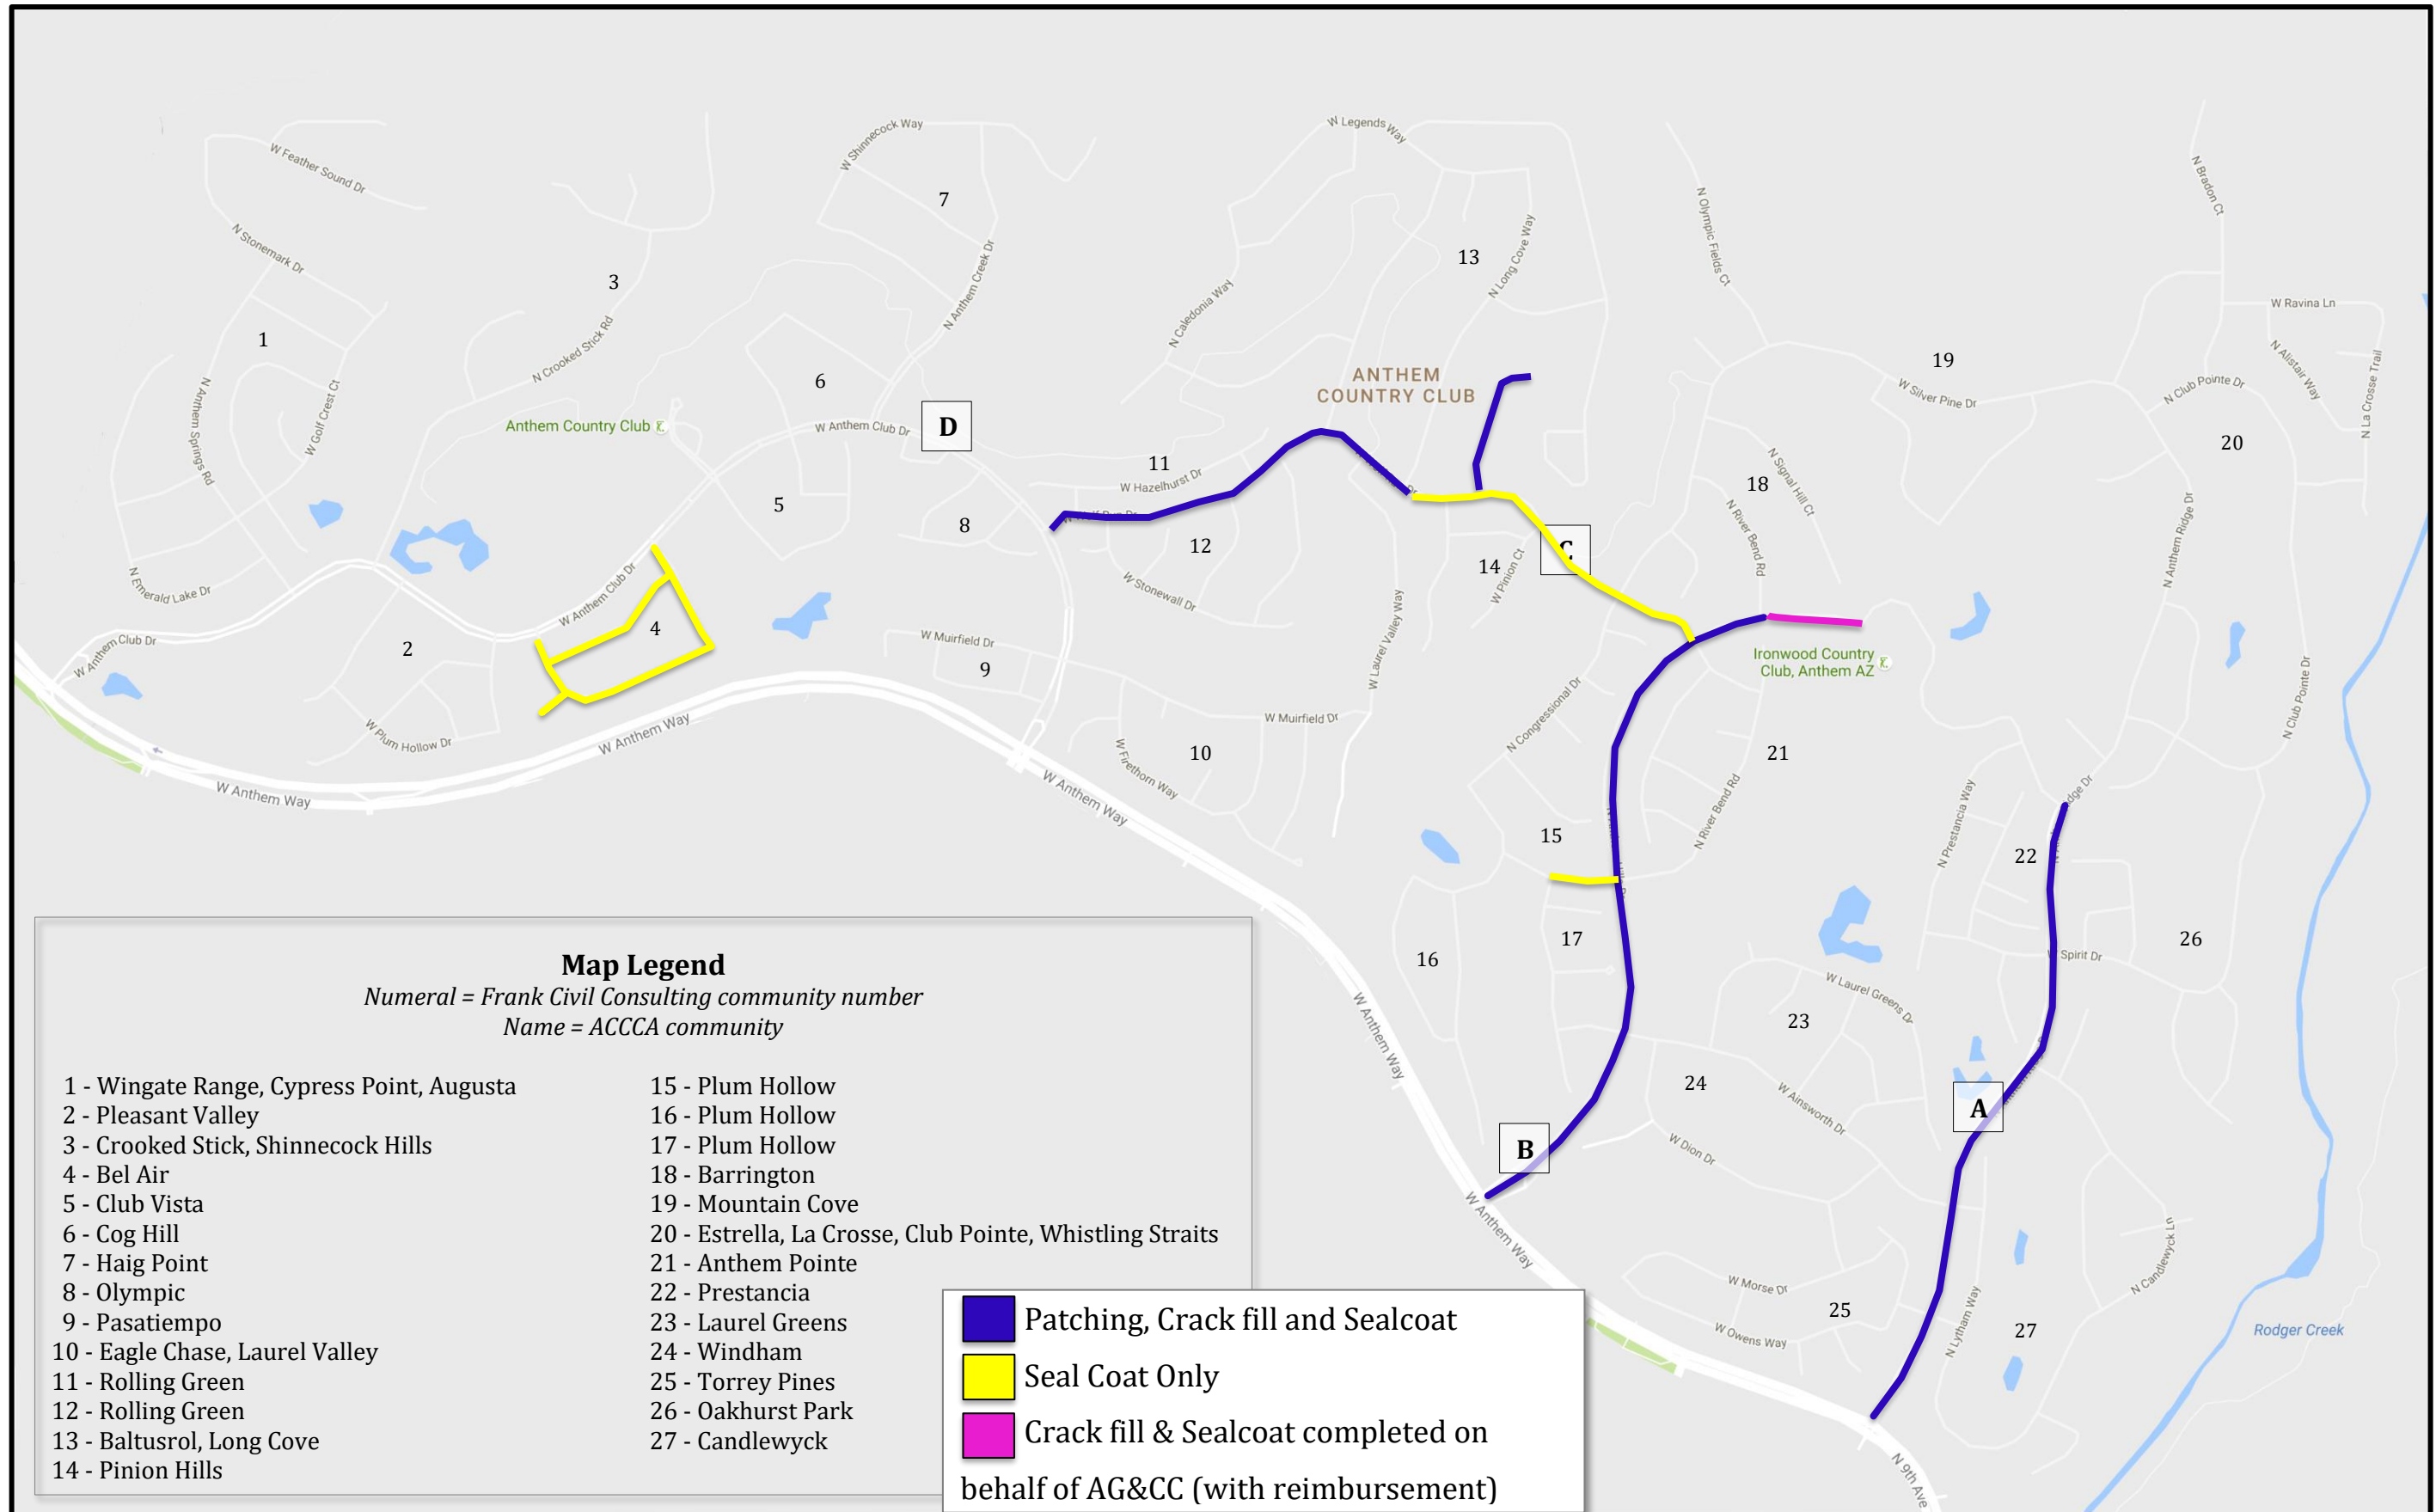 W Shinnecock Way
W Legends Way
W Feather Sound Dr
N Bradon Ct
7
N Olympic Fields Ct
N Stonemark Dr
13
N Long Cove Way
3
N Anthem Creek Dr
N Caledonia Way
W Ravina Ln
1
N Crooked Stick Rd
N Alistair Way
19
ANTHEM
COUNTRY CLUB
6
W Silver Pine Dr
N Club Pointe Dr
N La Crosse Trail
N Anthem Springs Rd
W Golf Crest Ct
Anthem Country Club
W Anthem Club Dr
D
20
11
W Hazelhurst Dr
N Signal Hill Ct
18
5
8
N River Bend Rd
N Anthem Ridge Dr
12
C
14
W Pinion Ct
W Stonewall Dr
N Emerald Lake Dr
W Anthem Club Dr
4
W Laurel Valley Way
W Anthem Club Dr
2
W Muirfield Dr
9
Ironwood Country
Club, Anthem AZ
N Club Pointe Dr
N Congressional Dr
W Muirfield Dr
W Plum Hollow Dr
W Anthem Way
10
W Firethorn Way
21
W Anthem Way
W Anthem Way
N River Bend Rd
N Prestancia Way
15
22
17
16
W Spirit Dr
26
W Laurel Greens Dr
23
W Anthem Way
24
W Ainsworth Dr
A
B
W Dion Dr
W Anthem Way
N Candlewyck Ln
W Morse Dr
25
W Owens Way
N Lytham Way
27
Rodger Creek
N 9th Ave
Map Legend
Numeral = Frank Civil Consulting community number
Name = ACCCA community
1 - Wingate Range, Cypress Point, Augusta
2 - Pleasant Valley
3 - Crooked Stick, Shinnecock Hills
4 - Bel Air
5 - Club Vista
6 - Cog Hill
7 - Haig Point
8 - Olympic
9 - Pasatiempo
10 - Eagle Chase, Laurel Valley
11 - Rolling Green
12 - Rolling Green
13 - Baltusrol, Long Cove
14 - Pinion Hills
15 - Plum Hollow
16 - Plum Hollow
17 - Plum Hollow
18 - Barrington
19 - Mountain Cove
20 - Estrella, La Crosse, Club Pointe, Whistling Straits
21 - Anthem Pointe
22 - Prestancia
23 - Laurel Greens
24 - Windham
25 - Torrey Pines
26 - Oakhurst Park
27 - Candlewyck
Patching, Crack fill and Sealcoat
Seal Coat Only
Crack fill & Sealcoat completed on
behalf of AG&CC (with reimbursement)